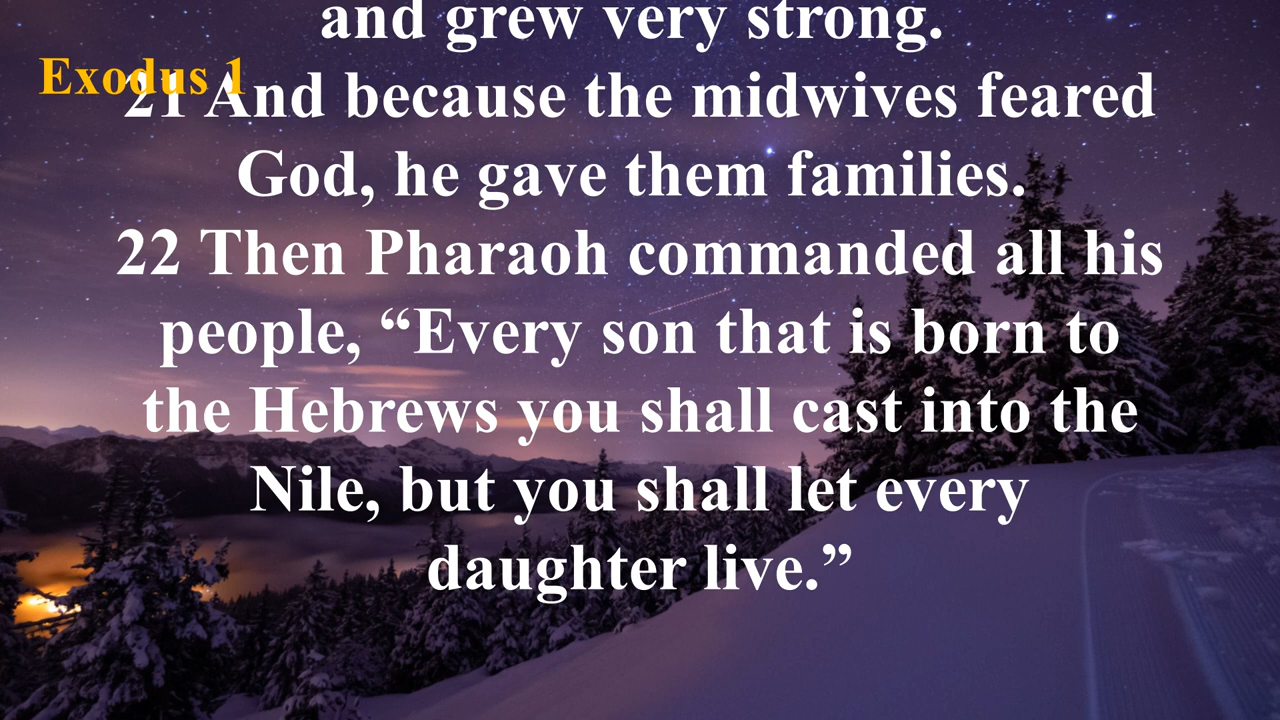 and grew very strong.
Exodus 1
21 And because the midwives feared
God, he gave them families.
22 Then Pharaoh commanded all his
people, “Every son that is born to
the Hebrews you shall cast into the
Nile, but you shall let every
daughter live.”